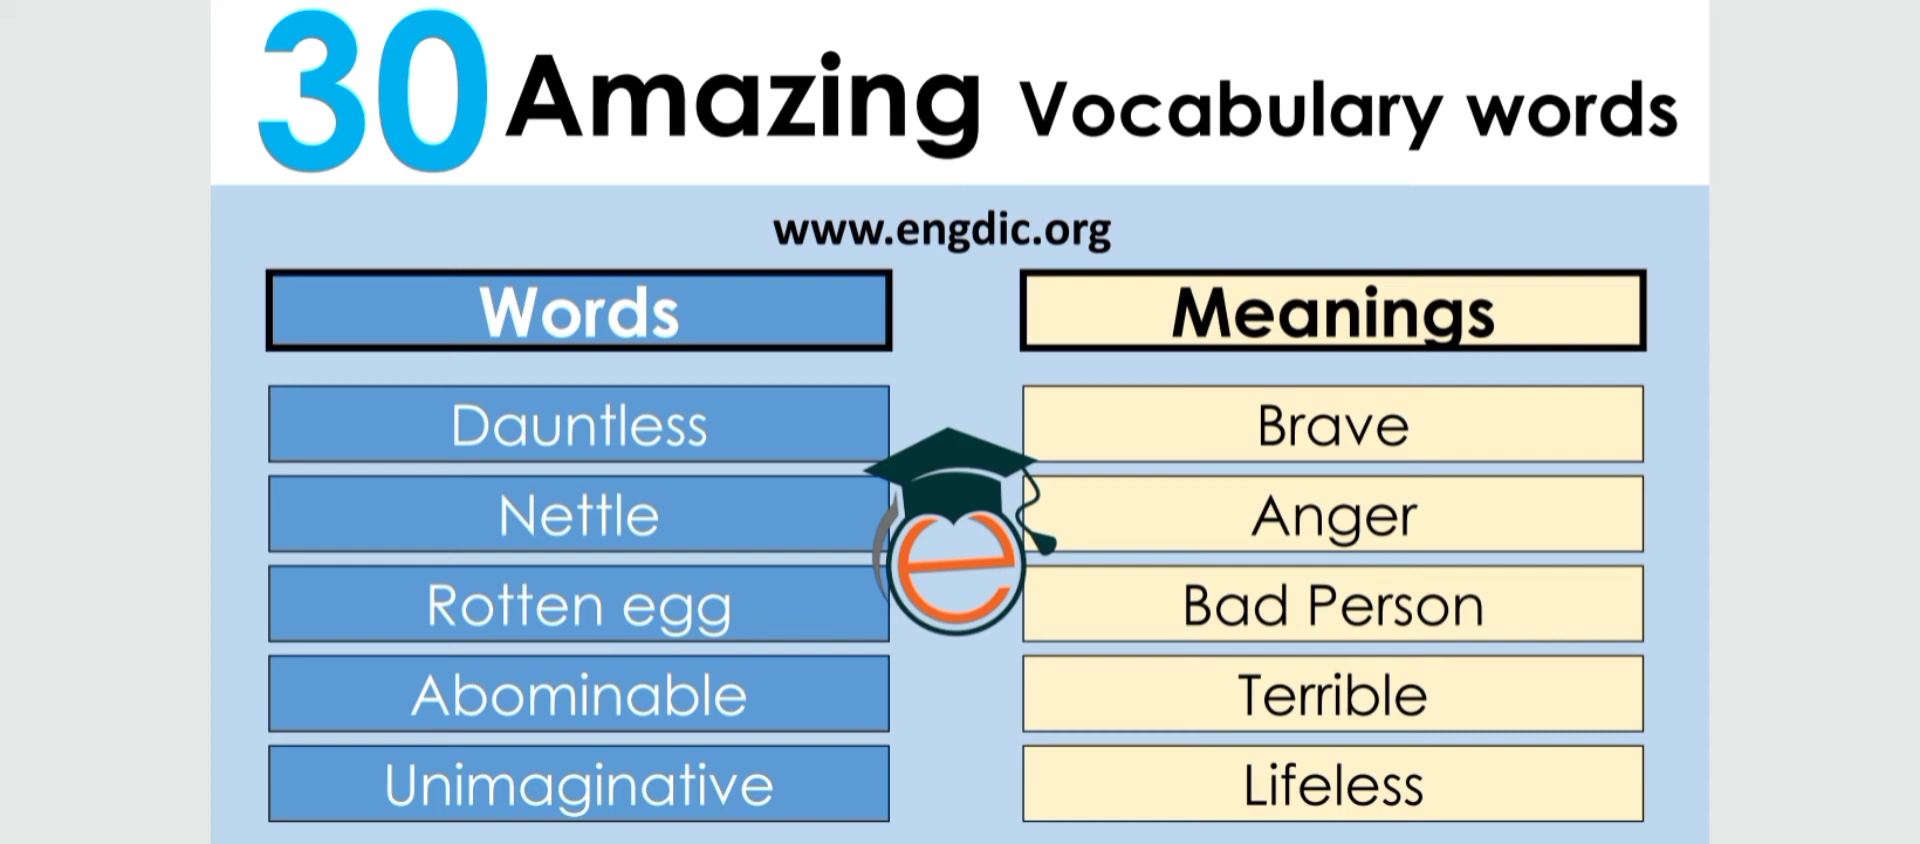 30 Amazing Vocabulary words
www.engdic.org
Words Meanings
Dauntless Brave
Nettle Anger
Rotten egg Bad Person
Abominable Terrible
Unimaginative Lifeless